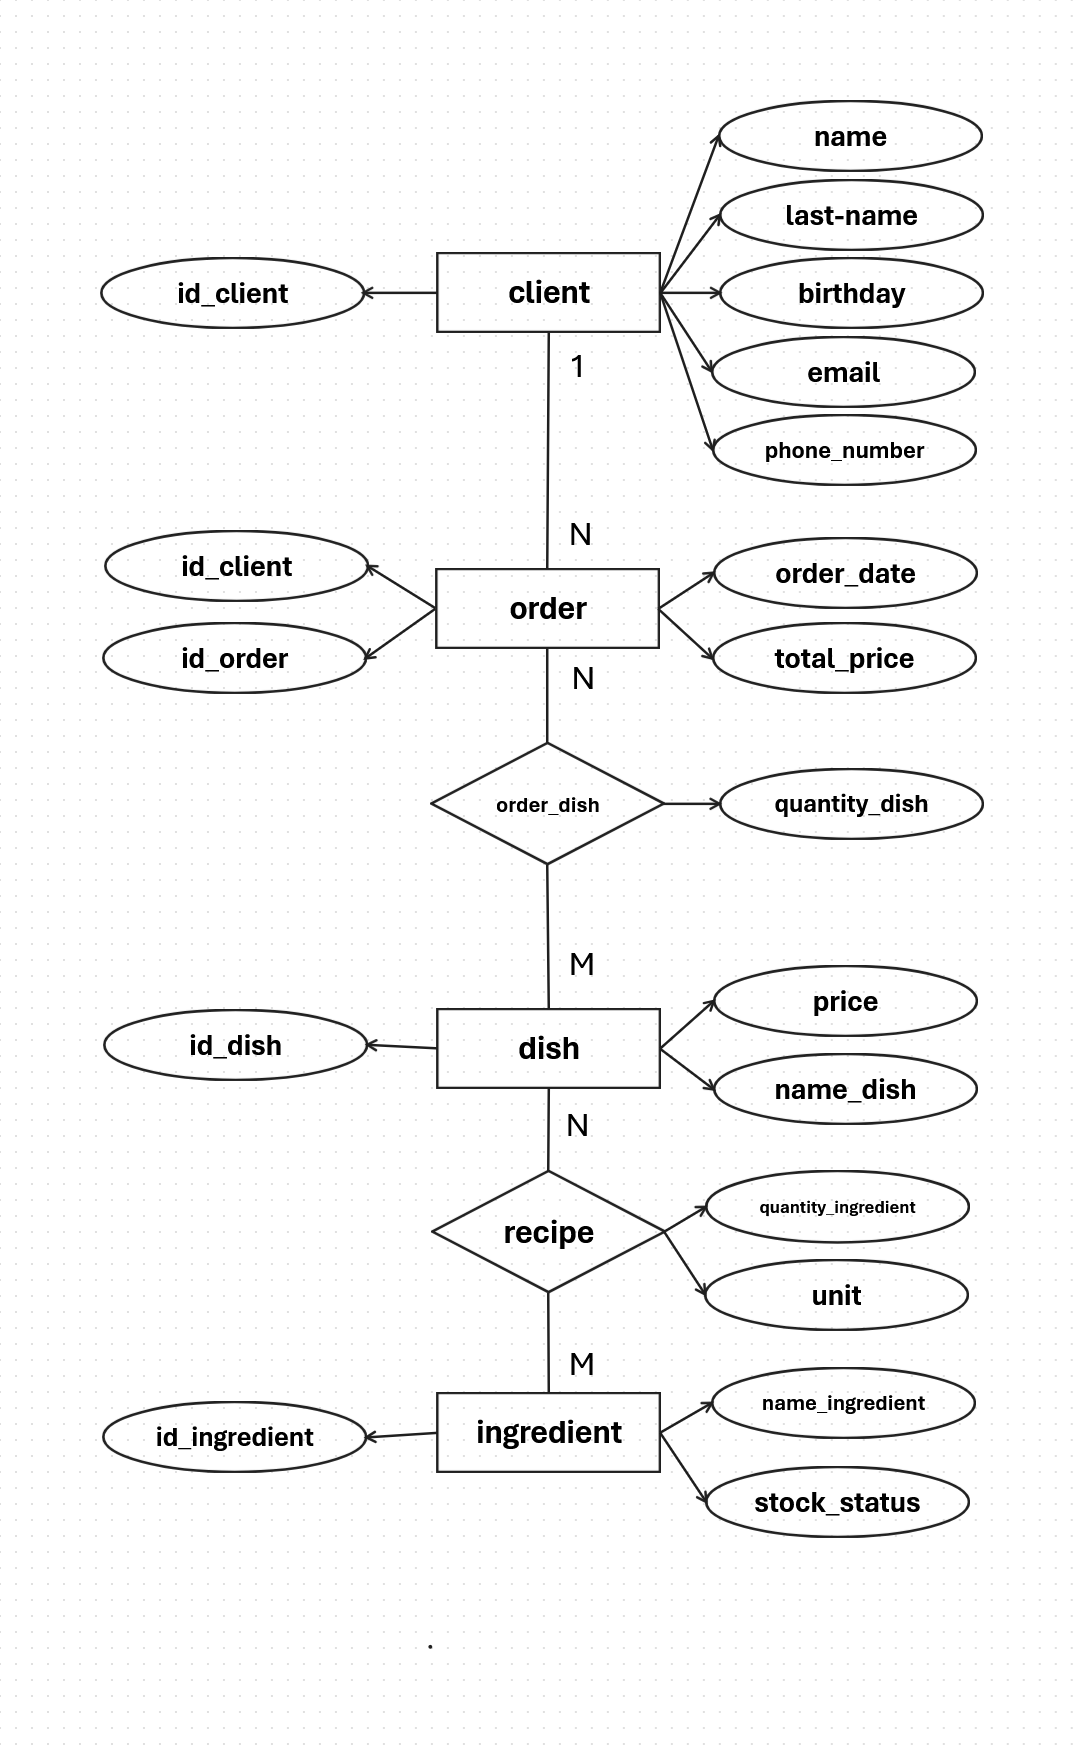 name
last-name
id_client
client
birthday
1
email
phone_number
N
id_client
order_date
order
id_order
total_price
N
order_dish
quantity_dish
M
price
id_dish
dish
name_dish
N
quantity_ingredient
recipe
unit
M
name_ingredient
id_ingredient
ingredient
stock_status
.